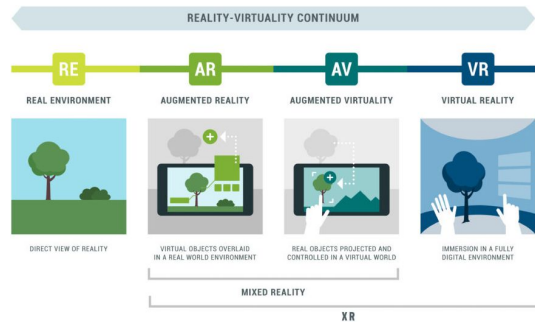 REALITY-VIRTUALITY CONTINUUM
RE
AR
AV
VR
REAL ENVIRONMENT
AUGMENTED REALITY
AUGMENTED VIRTUALITY
VIRTUAL REALITY
DIRECT VIEW OF REALITY
VIRTUAL OBJECTS OVERLAID
IN A REAL WORLD ENVIRONMENT
REAL OBJECTS PROJECTED AND
CONTROLLED IN A VIRTUAL WORLD
IMMERSION IN A FULLY
DIGITAL ENVIRONMENT
MIXED REALITY
XR